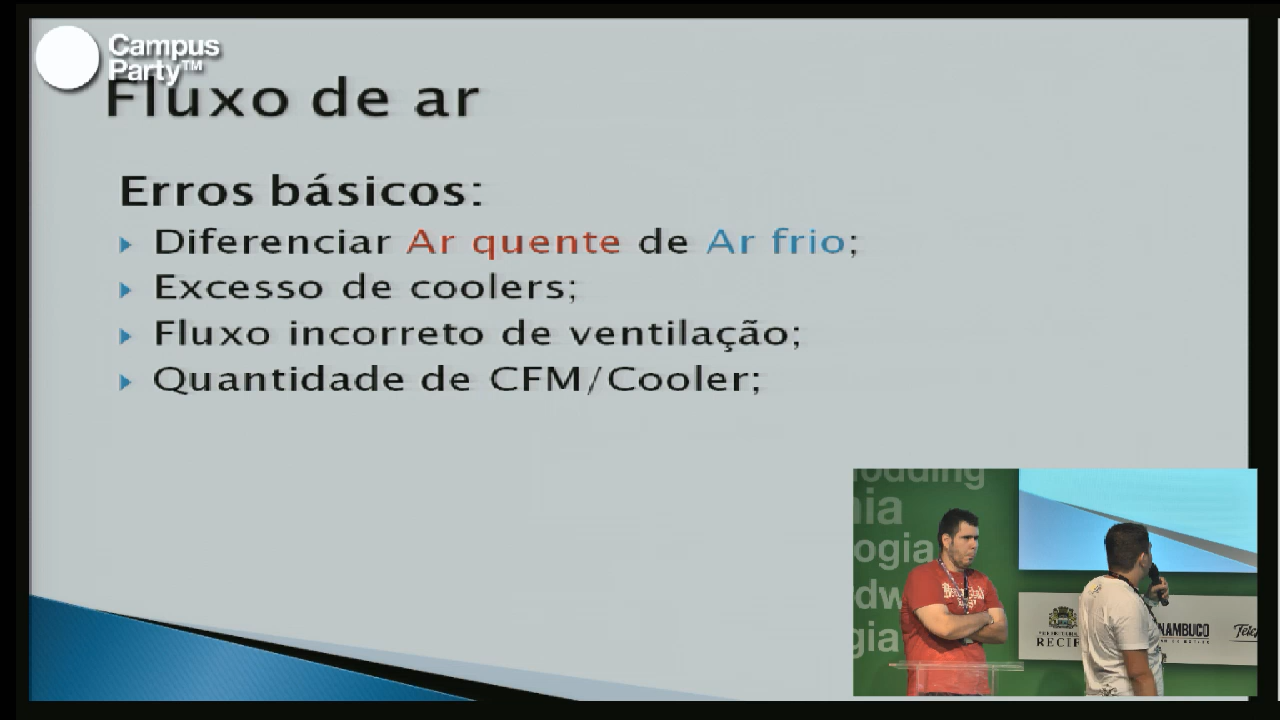 Campus
Party™
Fluxo de ar
Erros básicos:
Diferenciar Ar quente de Ar frio;
Excesso de coolers;
Fluxo incorreto de ventilação;
Quantidade de CFM/Cooler;